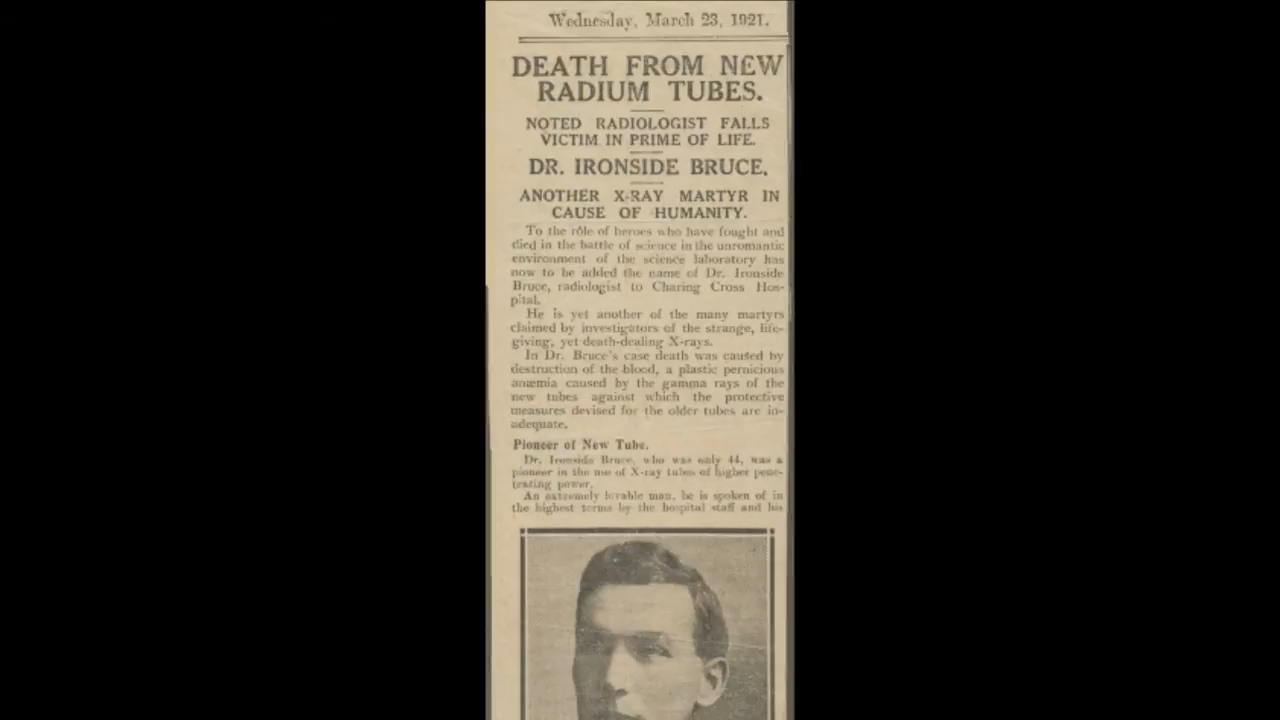 Wednesday, March 23, 1921.
DEATH FROM NEW
RADIUM TUBES.
NOTED RADIOLOGIST FALLS
VICTIM IN PRIME OF LIFE.
DR. IRONSIDE BRUCE.
ANOTHER X-RAY MARTYR IN
CAUSE OF HUMANITY.
To the rôle of heroes who have fought and
died in the battle of science in the unromantic
environment of the science laboratory has
now to be added the name of Dr. Ironside
Bruce, radiologist to Charing Cross Hos-
pital.
He is yet another of the many martyrs
claimed by investigators of the strange, life-
giving, yet death-dealing X-rays.
In Dr. Bruce's case death was caused by
destruction of the blood, a plastic pernicious
anæmia caused by the gamma rays of the
new tubes against which the protective
measures devised for the older tubes are in-
adequate.
Pioneer of New Tube.
Dr. Ironside Bruce, who was only 44, was a
pioneer in the use of X-ray tubes of higher pene-
trating power.
An extremely lovable man, he is spoken of in
the highest terms by the hospital staff and his